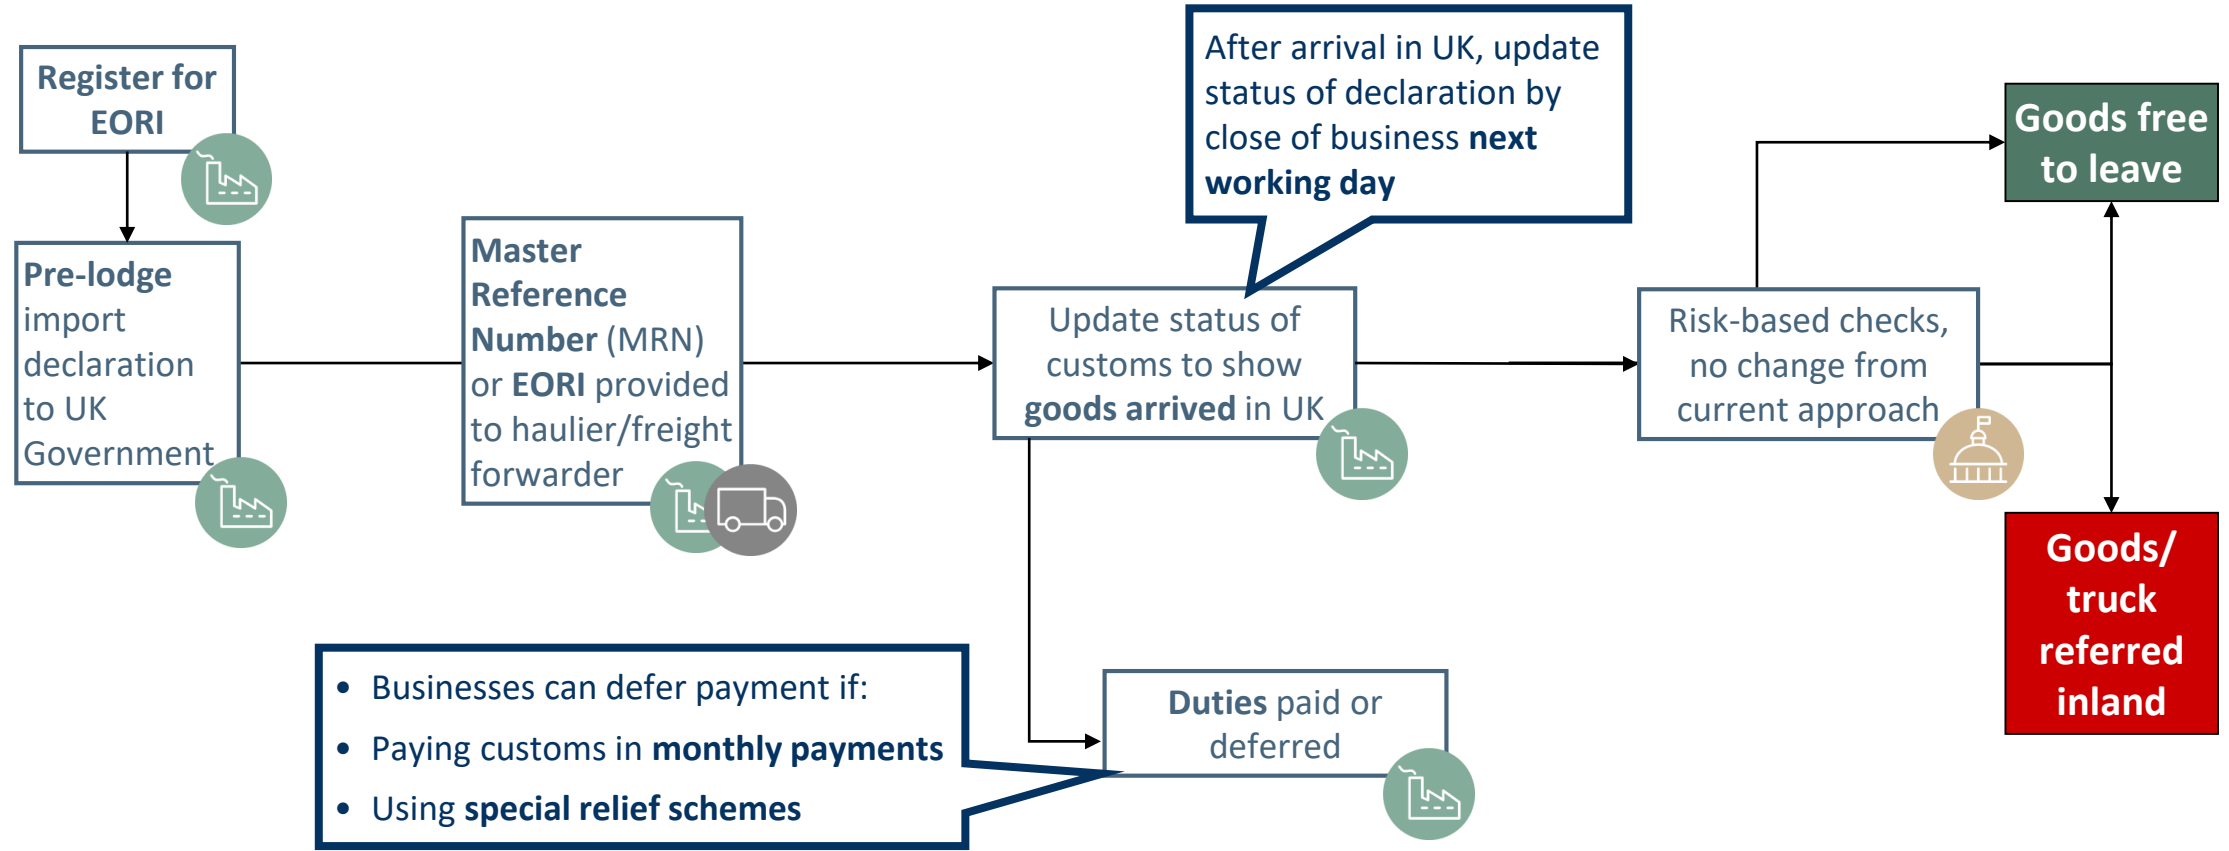 Register for
EORI
Pre-lodge
import
declaration
to UK
Government
Master
Reference
Number (MRN)
or EORI provided
to haulier/freight
forwarder
After arrival in UK, update
status of declaration by
close of business next
working day
Update status of
customs to show
goods arrived in UK
• Businesses can defer payment if:
• Paying customs in monthly payments
• Using special relief schemes
Duties paid or
deferred
Risk-based checks,
no change from
current approach
Goods free
to leave
Goods/
truck
referred
inland